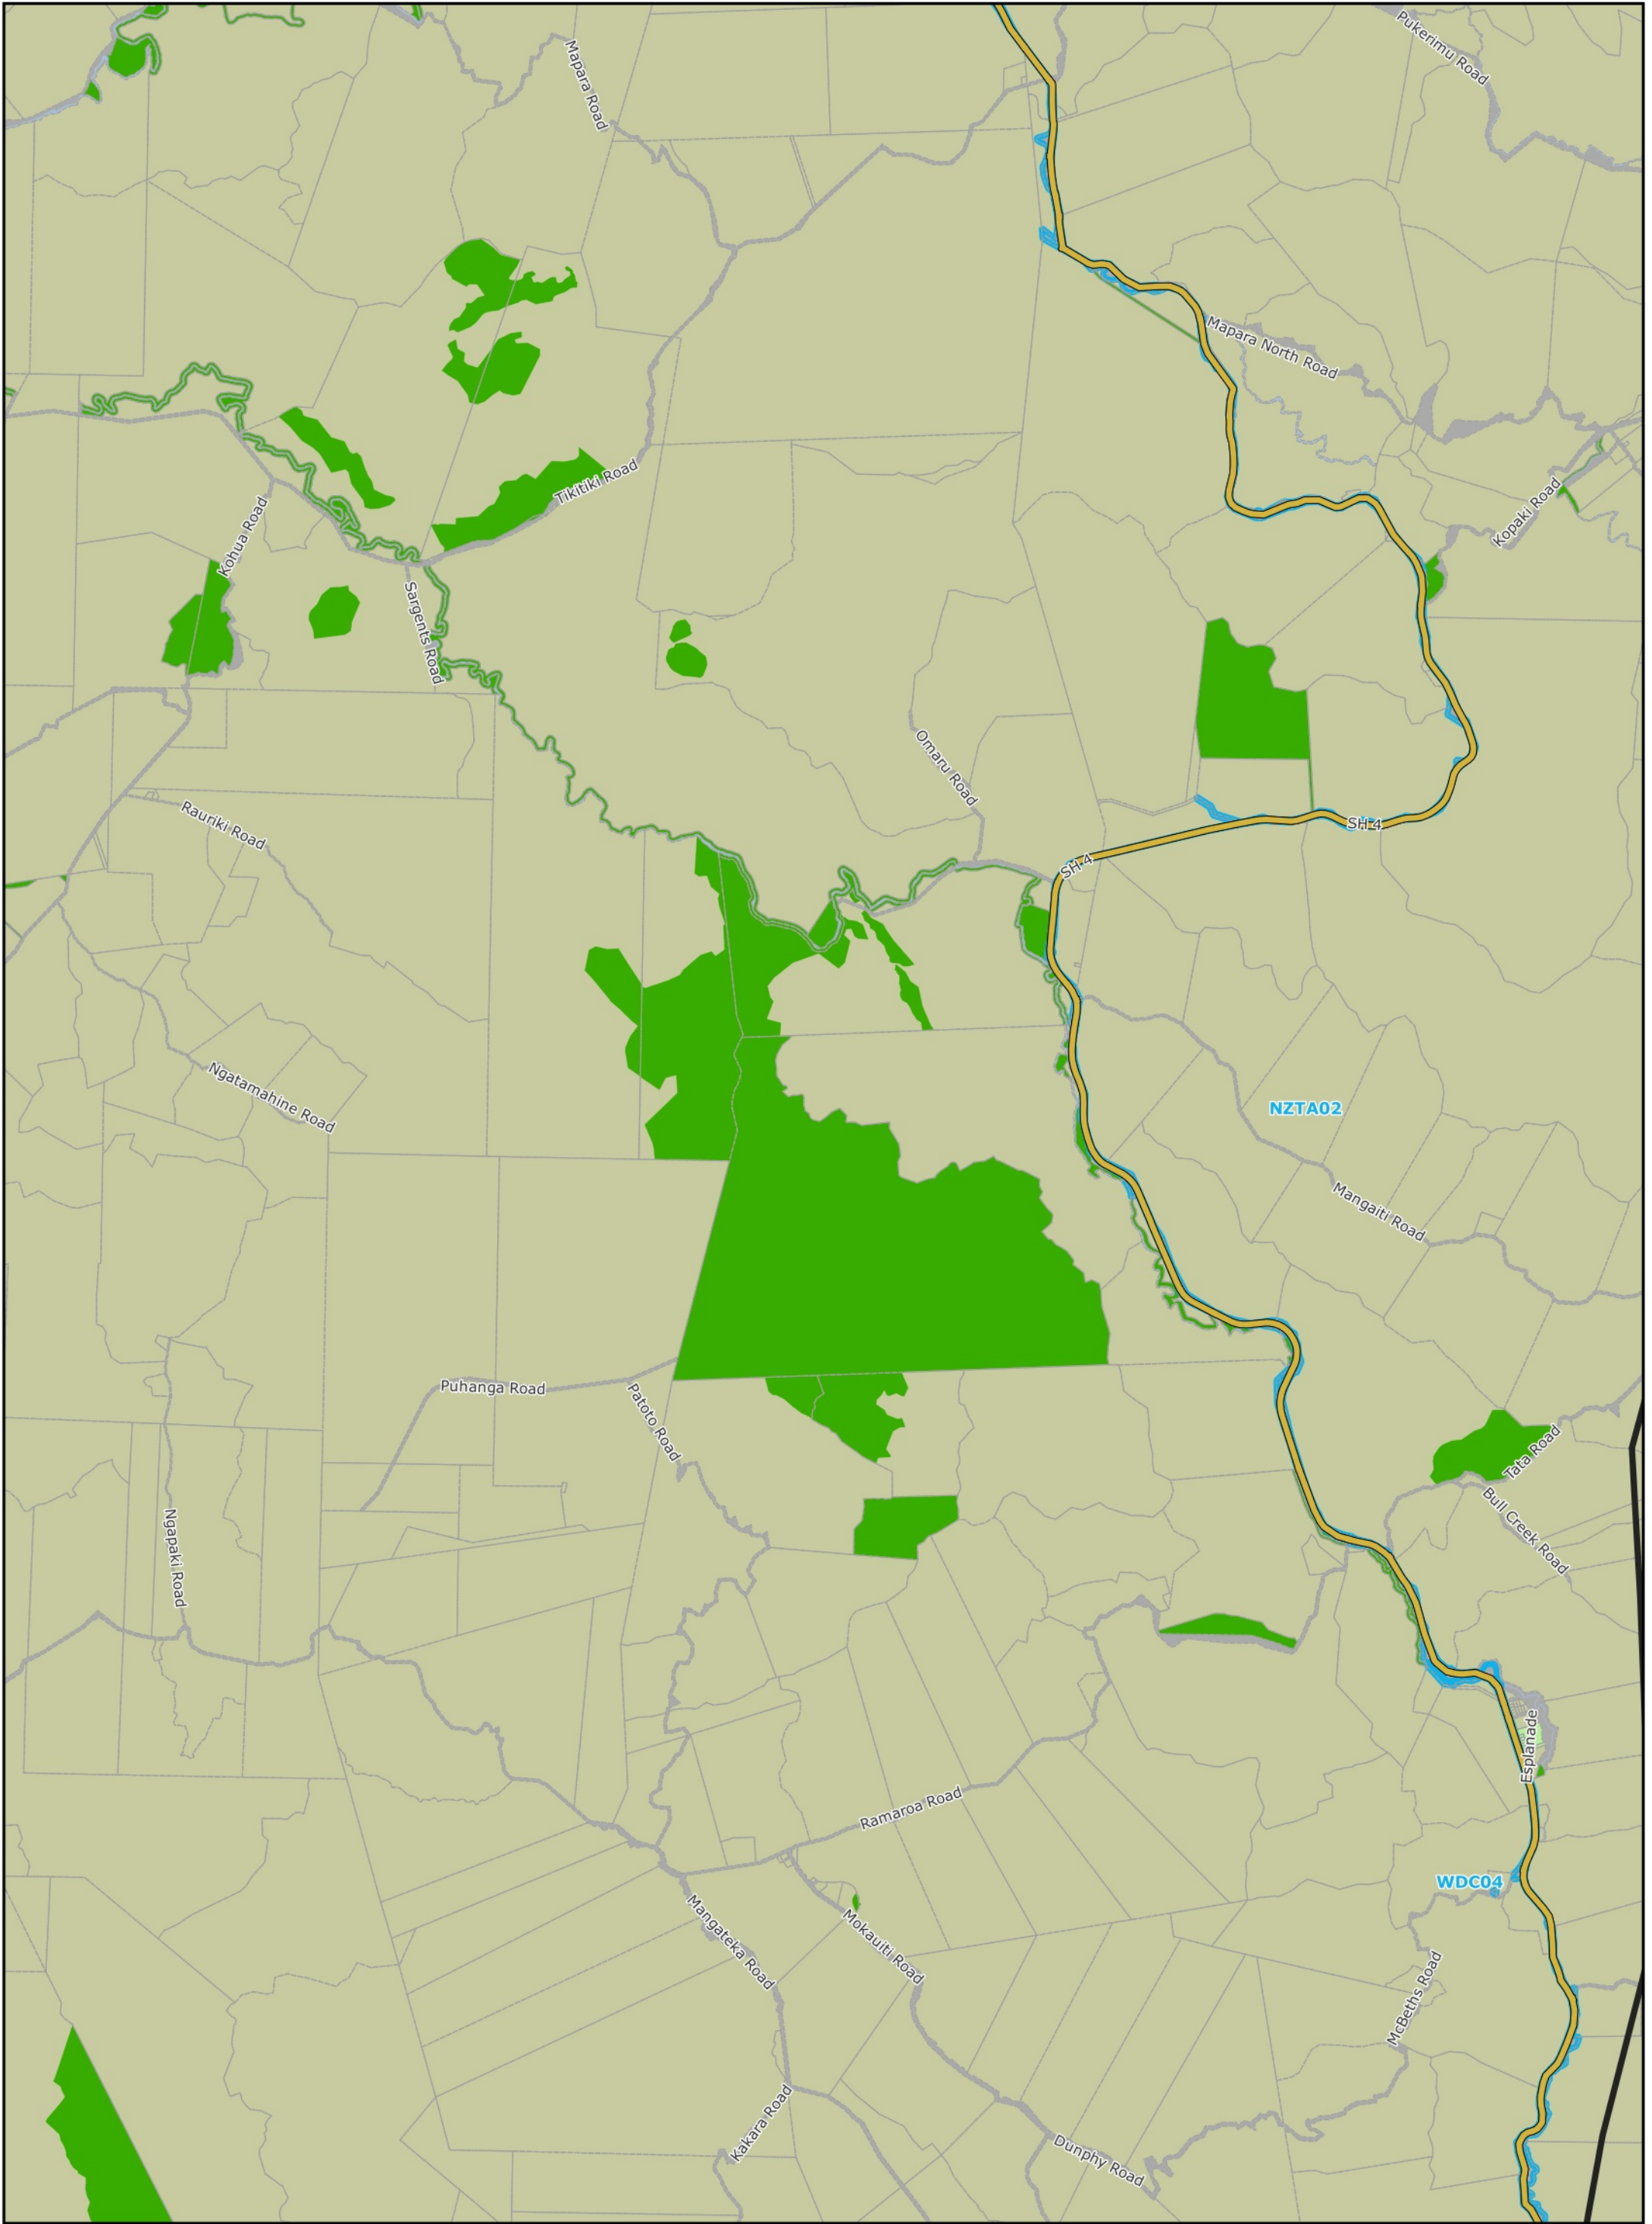 Pukerimu Road
Mapara Road
Mapara North Road
Tikitiki Road
Kopaki Road
Kohua Road
Sargents Road
Omaru Road
Rauriki Road
SH 4
SH 4
Ngatamahine Road
NZTA02
Mangaiti Road
Puhanga Road
Patoto Road
Tata Road
Bull Creek Road
Ngapaki Road
Esplanade
Ramaroa Road
WDC04
Mangateka Road
Mokauiti Road
McBeths Road
Kakara Road
Dunphy Road